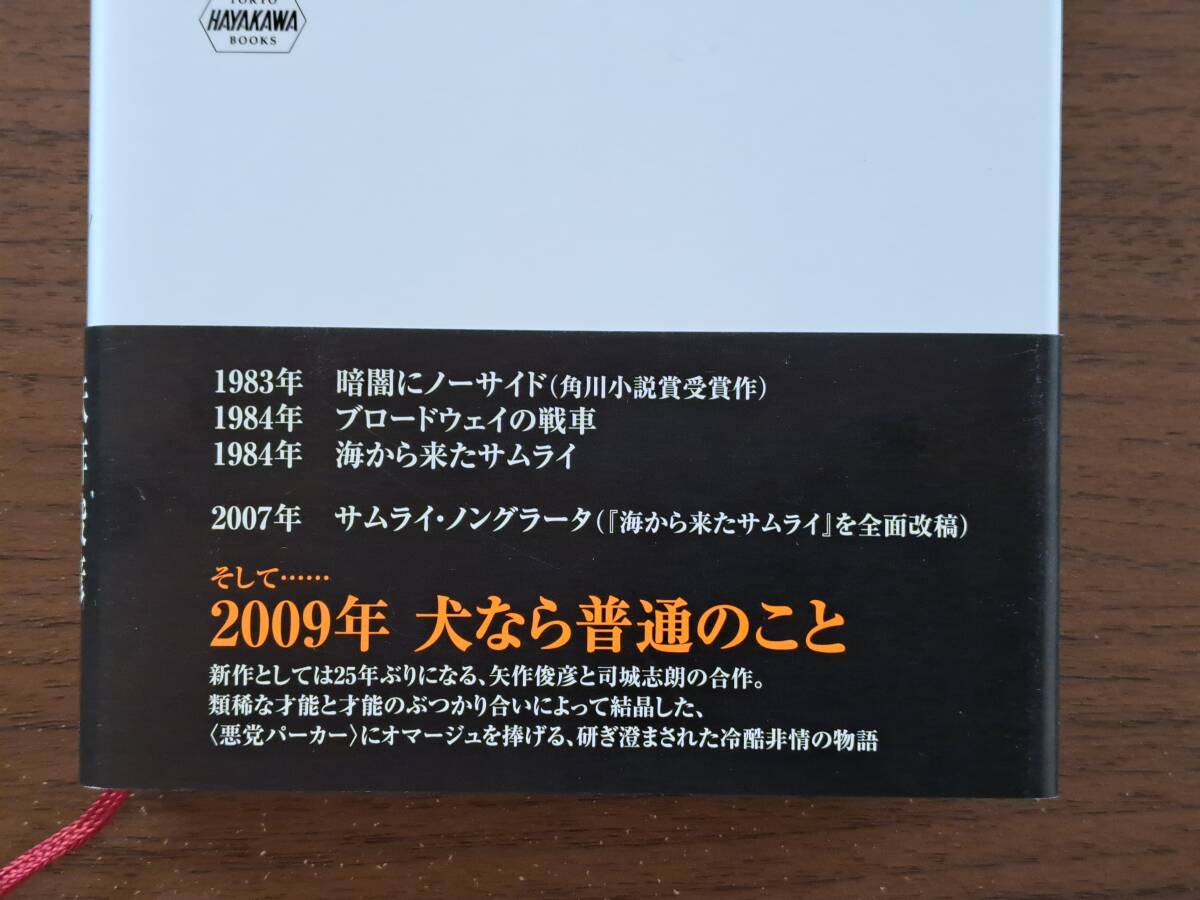 TOKYO
HAYAKAWA
BOOKS
1983年 暗闇にノーサイド(角川小説賞受賞作)
1984年 ブロードウェイの戦車
1984年 海から来たサムライ
2007年 サムライ・ノングラータ(『海から来たサムライ』を全面改稿)
そして……
2009年 犬なら普通のこと
新作としては25年ぶりになる、矢作俊彦と司城志朗の合作。
類稀な才能と才能のぶつかり合いによって結晶した、
〈悪党パーカー〉にオマージュを捧げる、研ぎ澄まされた冷酷非情の物語